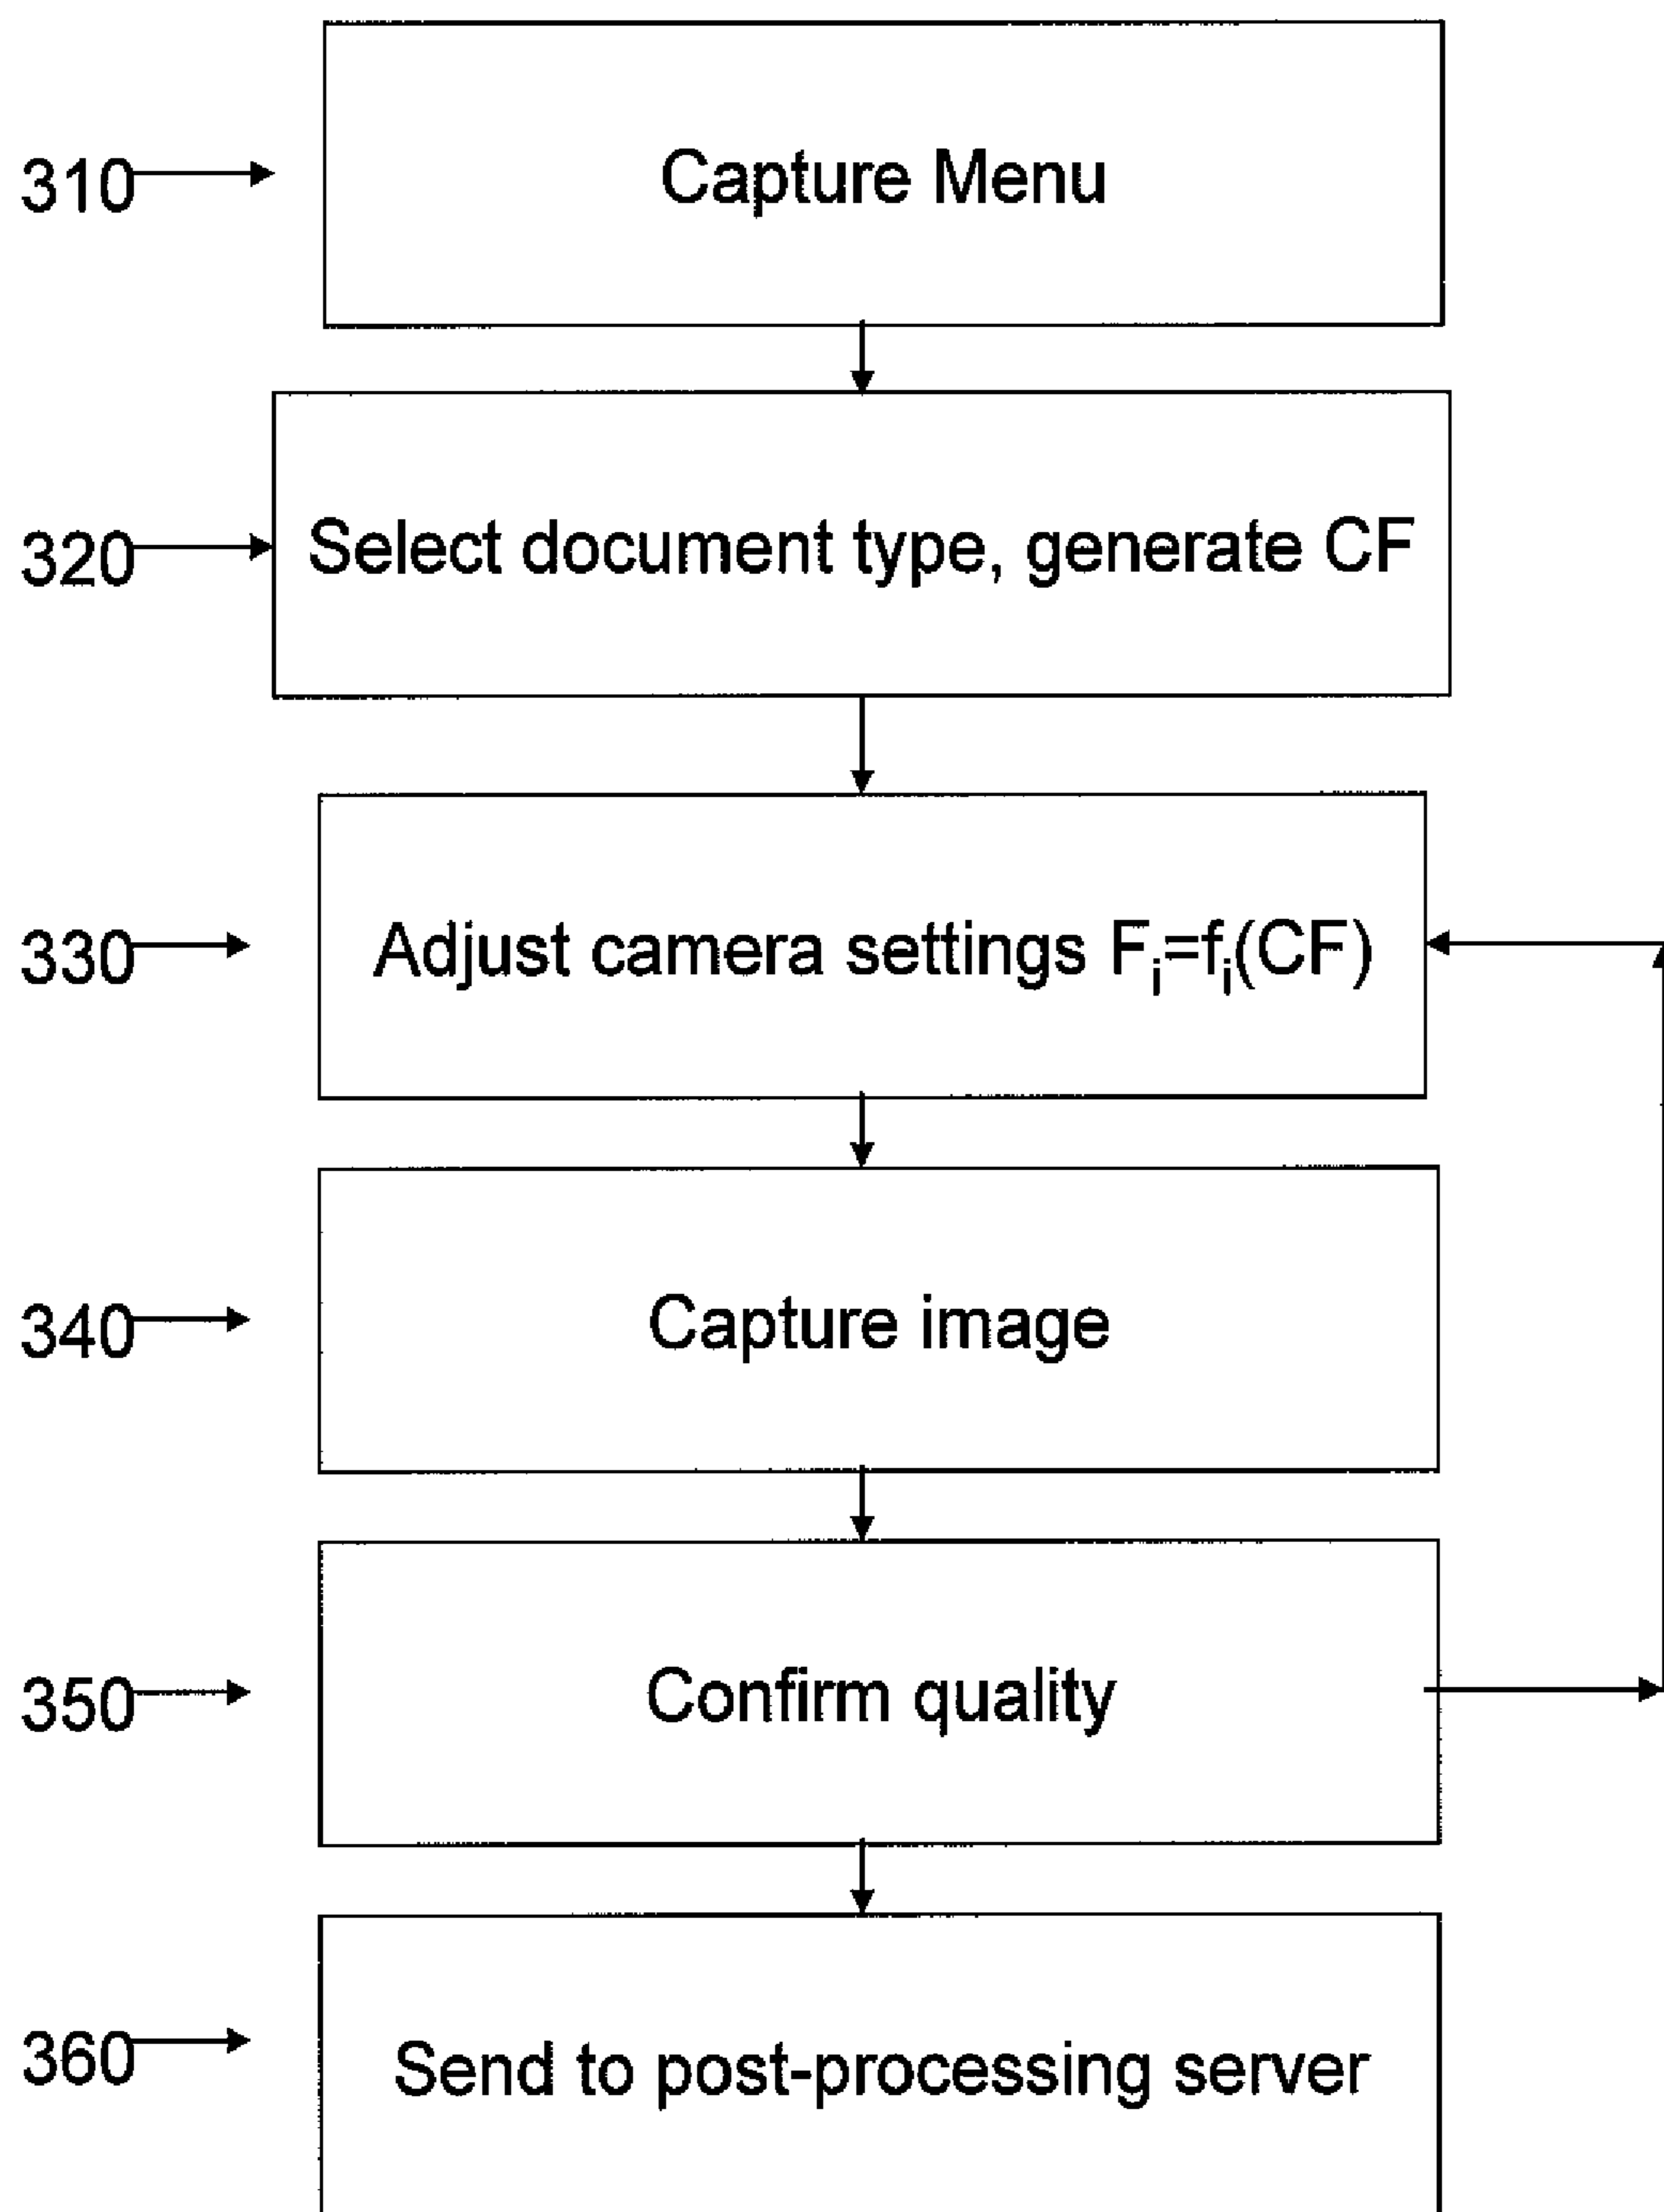 310 Capture Menu
320 Select document type, generate CF
330 Adjust camera settings Fᵢ=fᵢ(CF)
340 Capture image
350 Confirm quality
360 Send to post-processing server